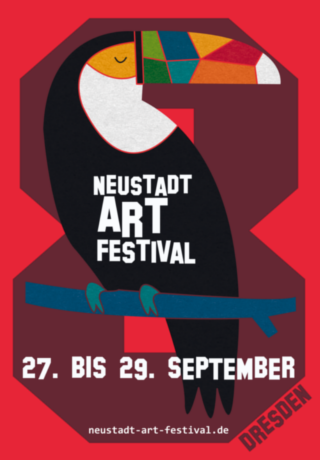 NEUSTADT
ART
FESTIVAL
27. BIS 29. SEPTEMBER
neustadt-art-festival.de
DRESDEN